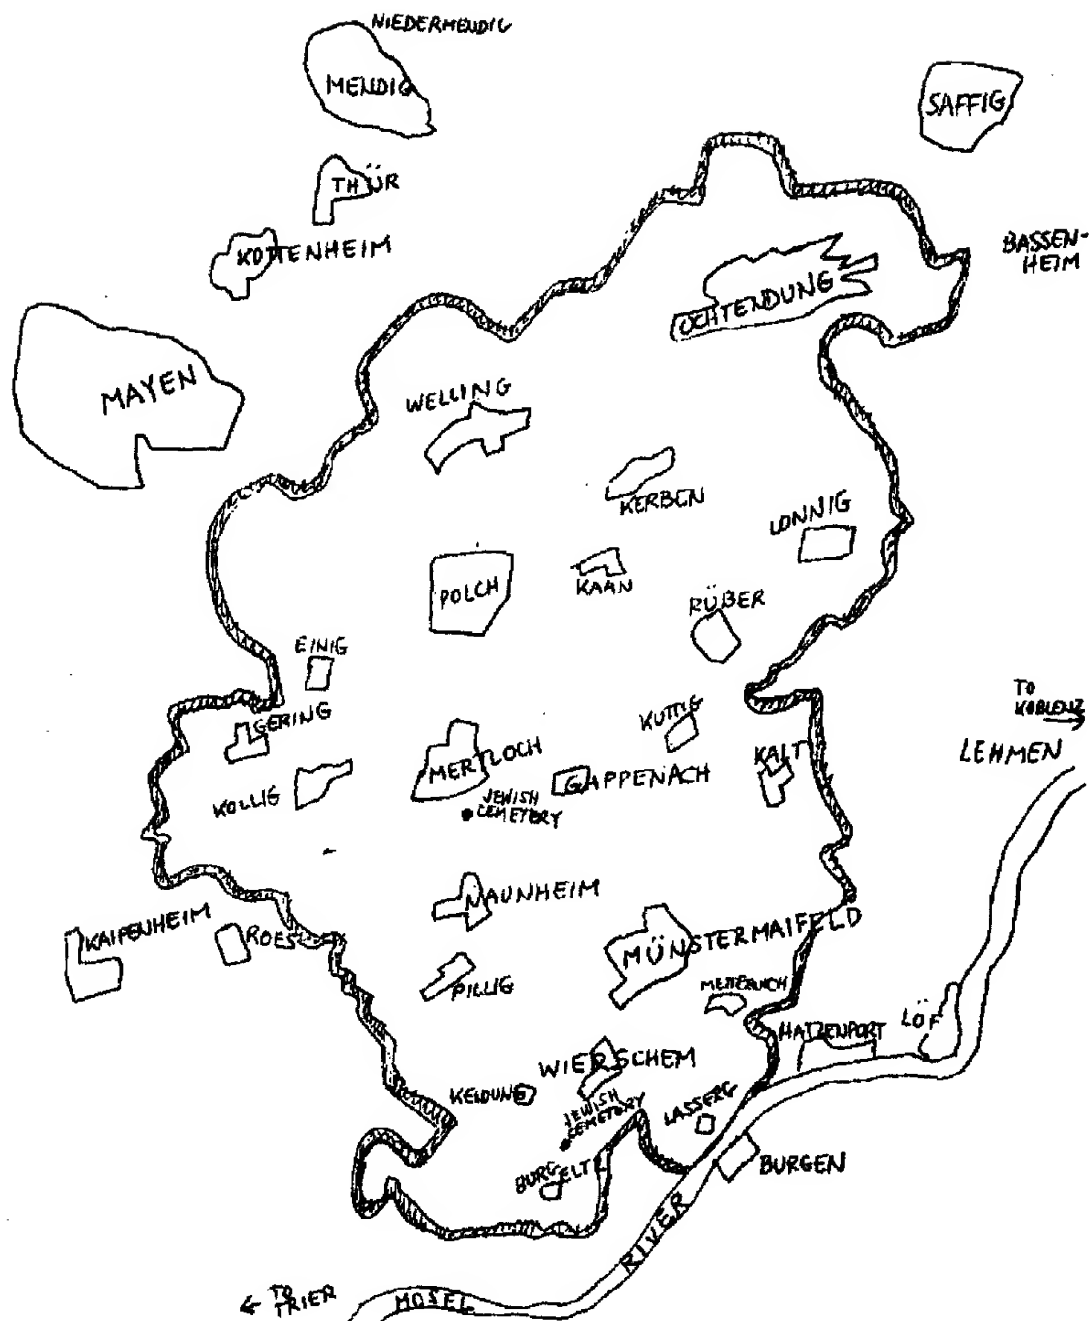 NIEDERMENDIG
MENDIG
SAFFIG
THÜR
KOTTENHEIM
BASSEN-
HEIM
OCHTENDUNG
MAYEN
WELLING
KERBEN
LONNIG
POLCH
KAAN
RÜBER
EINIG
TO
KOBLENZ
GERING
KUTTIG
LEHMEN
MERTLOCH
KALT
KOLLIG
GAPPENACH
JEWISH
CEMETERY
NAUNHEIM
KAIFENHEIM
ROES
MÜNSTERMAIFELD
PILLIG
METTERNICH
LÖF
HATZENPORT
WIERSCHEM
KELDUNG
JEWISH
CEMETERY
LASSERG
BURG ELTZ
BURGEN
RIVER
TO
TRIER
MOSEL